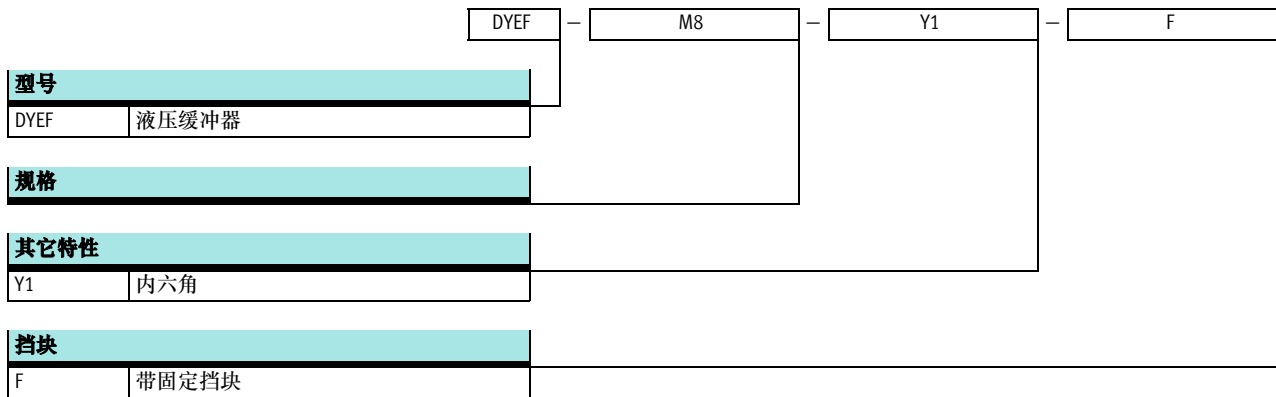 DYEF – M8 – Y1 – F
型号
DYEF 液压缓冲器
规格
其它特性
Y1 内六角
挡块
F 带固定挡块